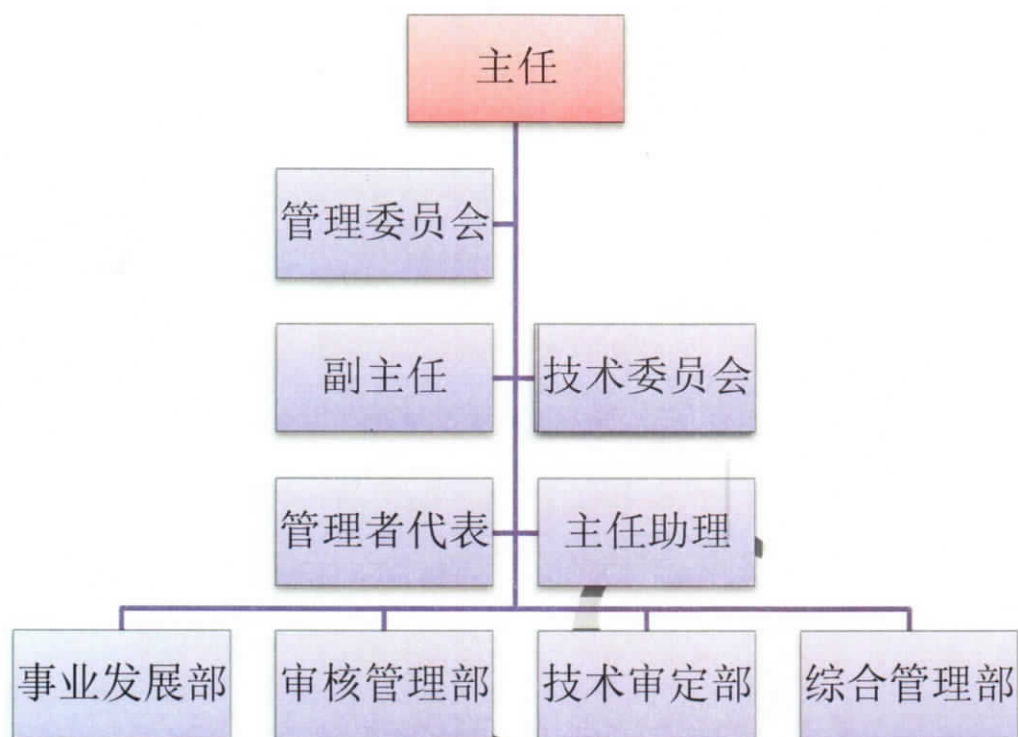 主任
管理委员会
副主任
技术委员会
管理者代表
主任助理
事业发展部
审核管理部
技术审定部
综合管理部